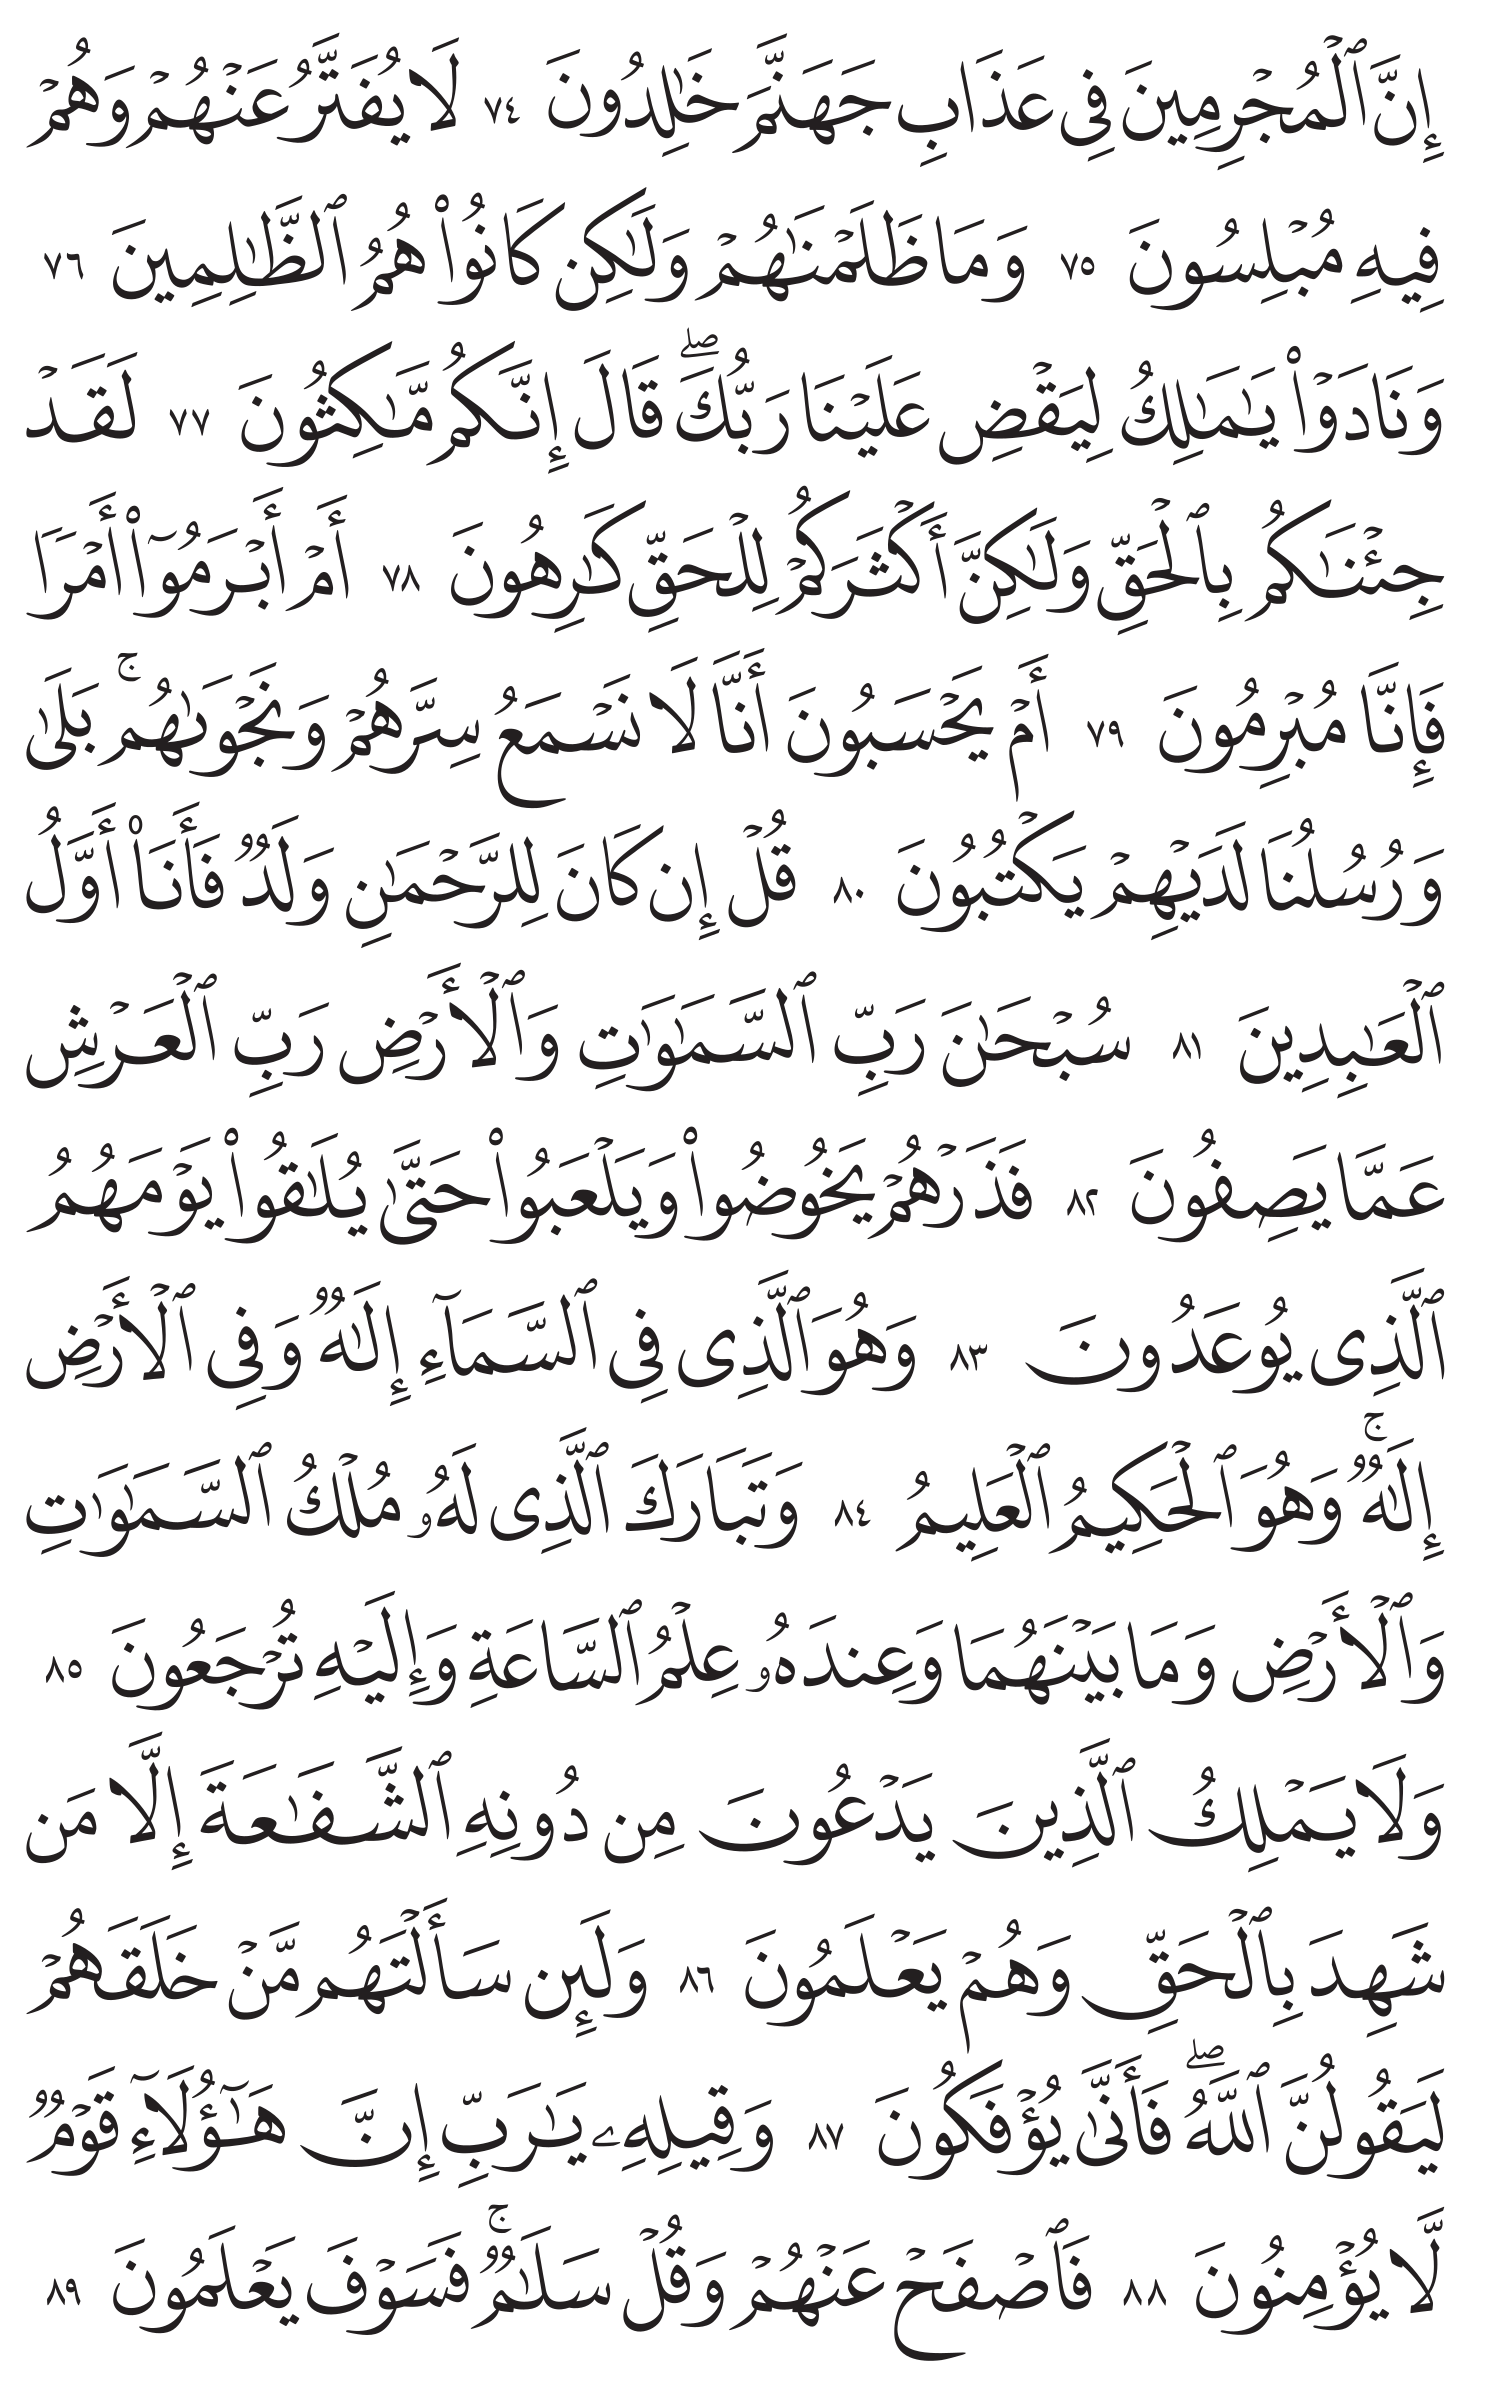 إِنَّ ٱلْمُجْرِمِينَ فِى عَذَابِ جَهَنَّمَ خَـٰلِدُونَ ٧٤ لَا يُفَتَّرُ عَنْهُمْ وَهُمْ
فِيهِ مُبْلِسُونَ ٧٥ وَمَا ظَلَمْنَـٰهُمْ وَلَـٰكِن كَانُوا۟ هُمُ ٱلظَّـٰلِمِينَ ٧٦
وَنَادَوْا۟ يَـٰمَـٰلِكُ لِيَقْضِ عَلَيْنَا رَبُّكَ ۖ قَالَ إِنَّكُم مَّـٰكِثُونَ ٧٧ لَقَدْ
جِئْنَـٰكُم بِٱلْحَقِّ وَلَـٰكِنَّ أَكْثَرَكُمْ لِلْحَقِّ كَـٰرِهُونَ ٧٨ أَمْ أَبْرَمُوٓا۟ أَمْرًا
فَإِنَّا مُبْرِمُونَ ٧٩ أَمْ يَحْسَبُونَ أَنَّا لَا نَسْمَعُ سِرَّهُمْ وَنَجْوَىٰهُم ۚ بَلَىٰ
وَرُسُلُنَا لَدَيْهِمْ يَكْتُبُونَ ٨٠ قُلْ إِن كَانَ لِلرَّحْمَـٰنِ وَلَدٌ فَأَنَا۠ أَوَّلُ
ٱلْعَـٰبِدِينَ ٨١ سُبْحَـٰنَ رَبِّ ٱلسَّمَـٰوَٰتِ وَٱلْأَرْضِ رَبِّ ٱلْعَرْشِ
عَمَّا يَصِفُونَ ٨٢ فَذَرْهُمْ يَخُوضُوا۟ وَيَلْعَبُوا۟ حَتَّىٰ يُلَـٰقُوا۟ يَوْمَهُمُ
ٱلَّذِى يُوعَدُونَ ٨٣ وَهُوَ ٱلَّذِى فِى ٱلسَّمَآءِ إِلَـٰهٌ وَفِى ٱلْأَرْضِ
إِلَـٰهٌ ۚ وَهُوَ ٱلْحَكِيمُ ٱلْعَلِيمُ ٨٤ وَتَبَارَكَ ٱلَّذِى لَهُۥ مُلْكُ ٱلسَّمَـٰوَٰتِ
وَٱلْأَرْضِ وَمَا بَيْنَهُمَا وَعِندَهُۥ عِلْمُ ٱلسَّاعَةِ وَإِلَيْهِ تُرْجَعُونَ ٨٥
وَلَا يَمْلِكُ ٱلَّذِينَ يَدْعُونَ مِن دُونِهِ ٱلشَّفَـٰعَةَ إِلَّا مَن
شَهِدَ بِٱلْحَقِّ وَهُمْ يَعْلَمُونَ ٨٦ وَلَئِن سَأَلْتَهُم مَّنْ خَلَقَهُمْ
لَيَقُولُنَّ ٱللَّهُ ۖ فَأَنَّىٰ يُؤْفَكُونَ ٨٧ وَقِيلِهِۦ يَـٰرَبِّ إِنَّ هَـٰٓؤُلَآءِ قَوْمٌ
لَّا يُؤْمِنُونَ ٨٨ فَٱصْفَحْ عَنْهُمْ وَقُلْ سَلَـٰمٌ ۚ فَسَوْفَ يَعْلَمُونَ ٨٩